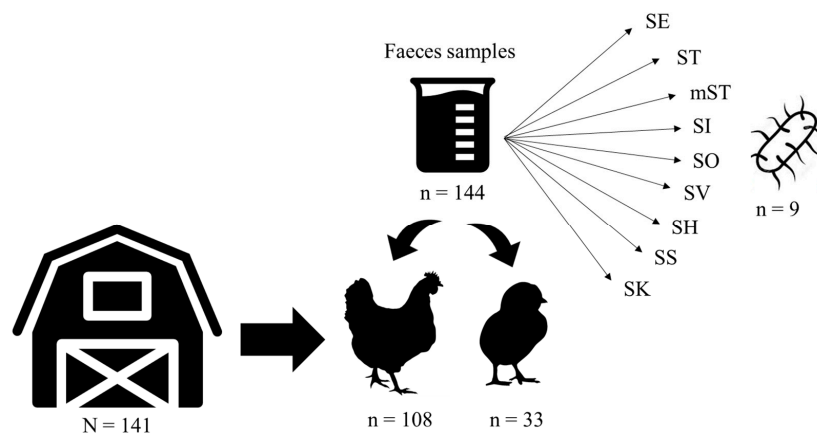 Faeces samples
n = 144
SE
ST
mST
SI
SO
SV
SH
SS
SK
n = 9
N = 141
n = 108
n = 33